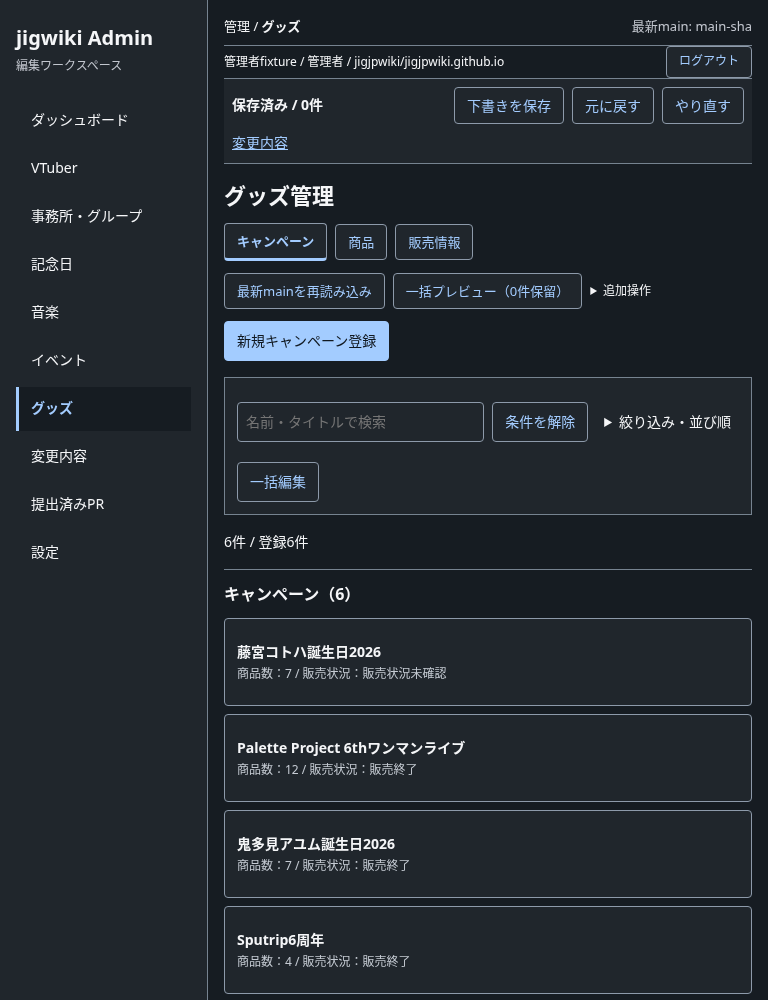 jigwiki Admin
編集ワークスペース
ダッシュボード
VTuber
事務所・グループ
記念日
音楽
イベント
グッズ
変更内容
提出済みPR
設定
管理 / グッズ
最新main: main-sha
管理者fixture / 管理者 / jigjpwiki/jigjpwiki.github.io
ログアウト
保存済み / 0件
下書きを保存
元に戻す
やり直す
変更内容
グッズ管理
キャンペーン
商品
販売情報
最新mainを再読み込み
一括プレビュー（0件保留）
▶ 追加操作
新規キャンペーン登録
名前・タイトルで検索
条件を解除
▶ 絞り込み・並び順
一括編集
6件 / 登録6件
キャンペーン（6）
藤宮コトハ誕生日2026
商品数：7 / 販売状況：販売状況未確認
Palette Project 6thワンマンライブ
商品数：12 / 販売状況：販売終了
鬼多見アユム誕生日2026
商品数：7 / 販売状況：販売終了
Sputrip6周年
商品数：4 / 販売状況：販売終了